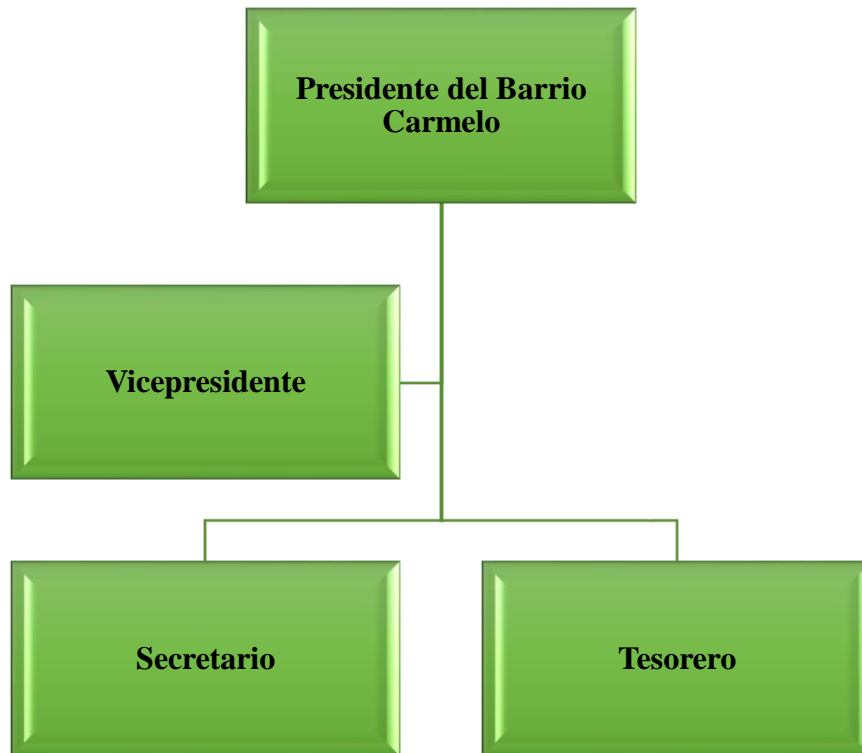 Presidente del Barrio
Carmelo
Vicepresidente
Secretario
Tesorero